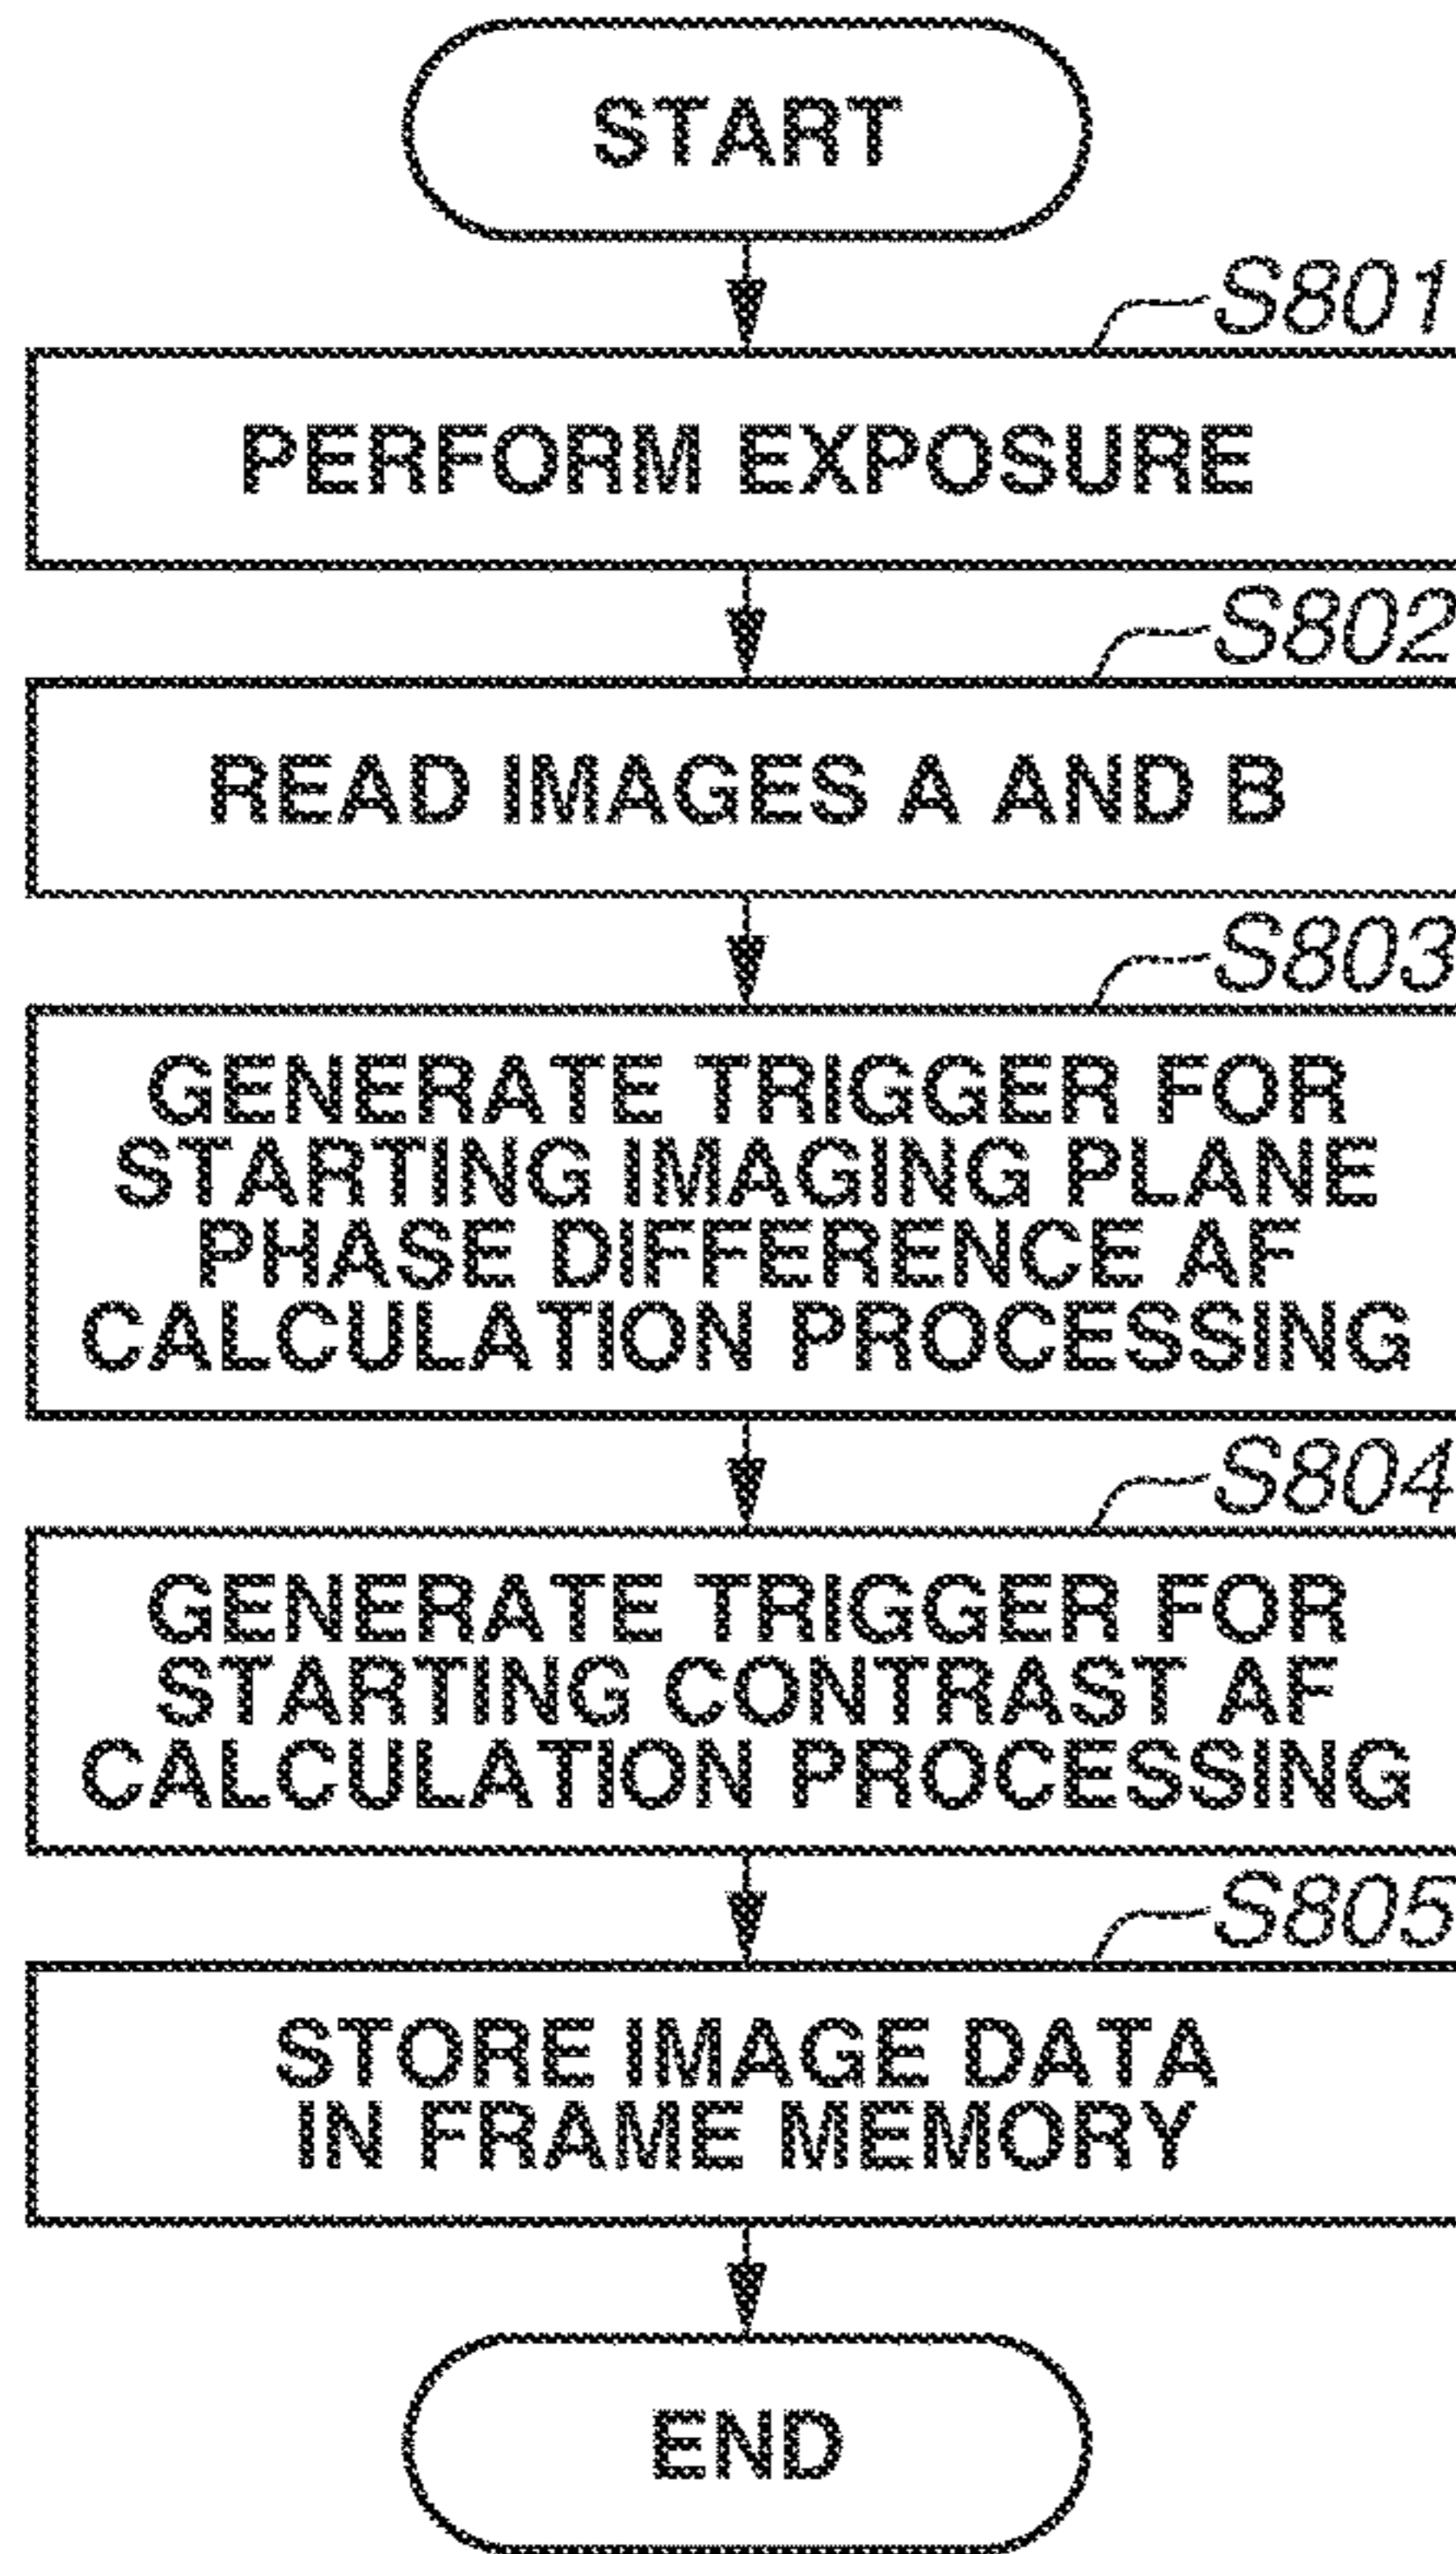 START
S801
PERFORM EXPOSURE
S802
READ IMAGES A AND B
S803
GENERATE TRIGGER FOR
STARTING IMAGING PLANE
PHASE DIFFERENCE AF
CALCULATION PROCESSING
S804
GENERATE TRIGGER FOR
STARTING CONTRAST AF
CALCULATION PROCESSING
S805
STORE IMAGE DATA
IN FRAME MEMORY
END